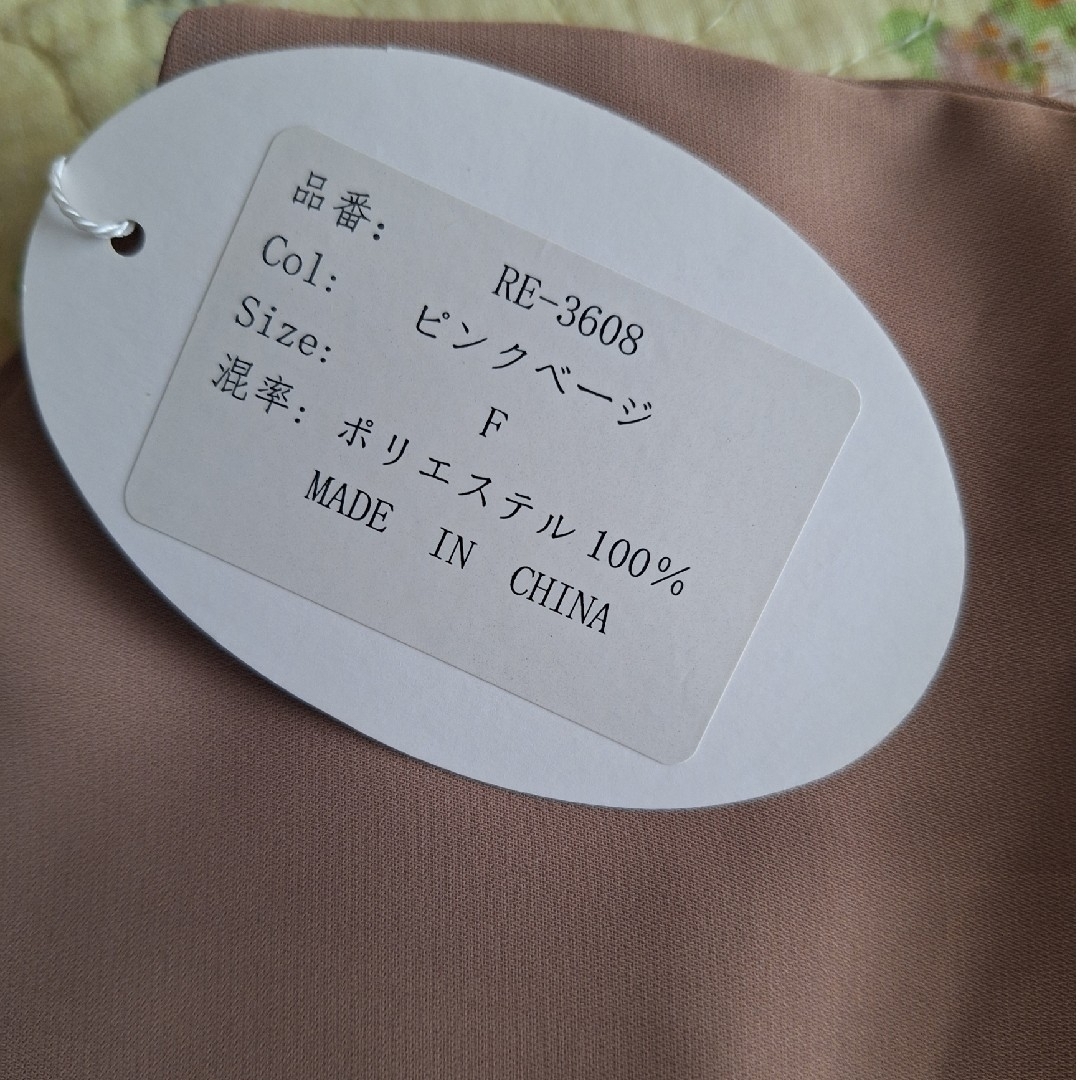 品番: RE-3608
Col: ピンクベージ
Size: F
混率: ポリエステル100%
MADE IN CHINA